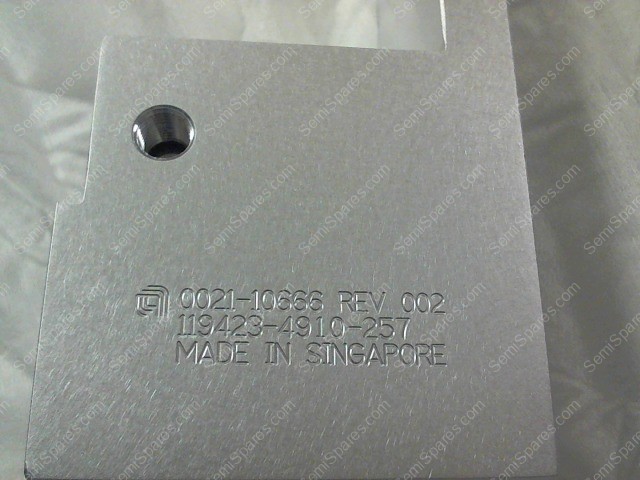 0021-10666 REV 002
119423-4910-257
MADE IN SINGAPORE
SemiSpares.com